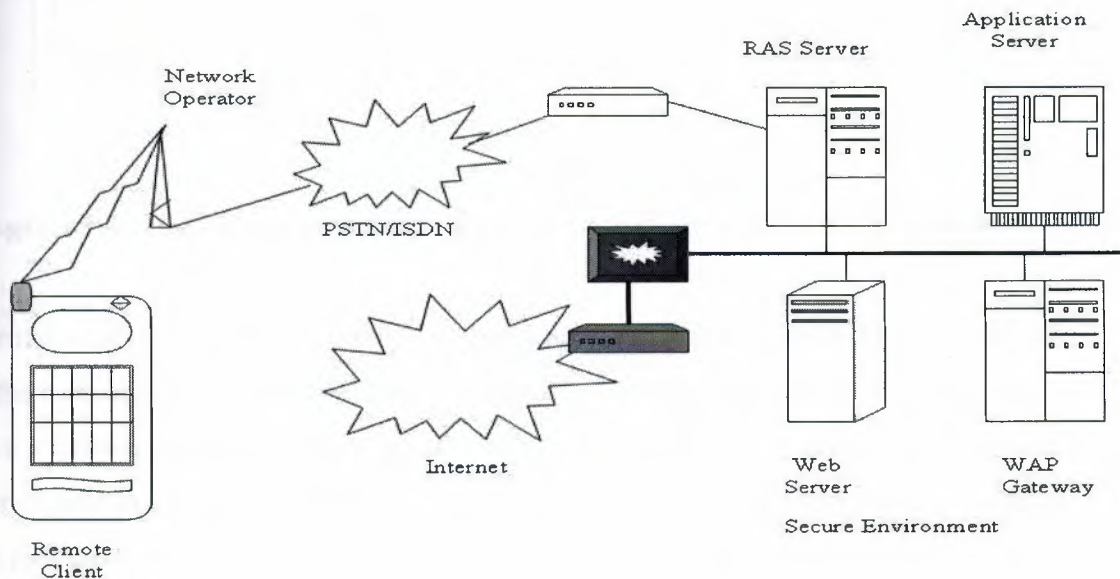 Application
Server
RAS Server
Network
Operator
PSTN/ISDN
Internet
Web
Server
WAP
Gateway
Secure Environment
Remote
Client